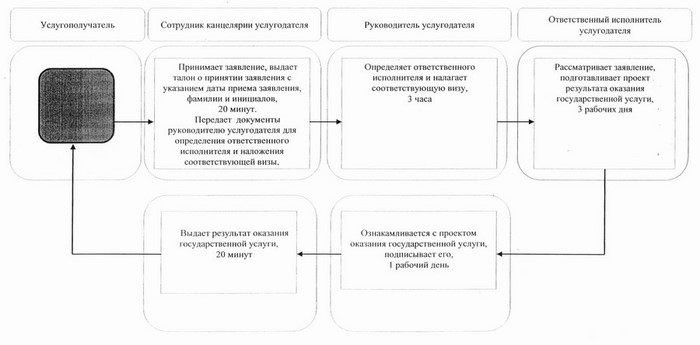 Услугополучатель
Сотрудник канцелярии услугодателя
Руководитель услугодателя
Ответственный исполнитель
услугодателя
Принимает заявление, выдает
талон о принятии заявления с
указанием даты приема заявления,
фамилии и инициалов,
20 минут.
Передает документы
руководителю услугодателя для
определения ответственного
исполнителя и наложения
соответствующей визы,
Определяет ответственного
исполнителя и налагает
соответствующую визу,
3 часа
Рассматривает заявление,
подготавливает проект
результата оказания
государственной услуги,
3 рабочих дня
Выдает результат оказания
государственной услуги,
20 минут
Ознакамливается с проектом
оказания государственной услуги,
подписывает его,
1 рабочий день